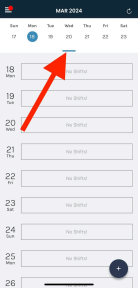 MAR 2024
Sun Mon Tue Wed Thu Fri Sat
17 18 19 20 21 22 23
18 Mon No Shifts!
19 Tue No Shifts!
20 Wed No Shifts!
21 Thu No Shifts!
22 Fri No Shifts!
23 Sat No Shifts!
24 Sun No Shifts!
25 Mon No Shifts!
26
+